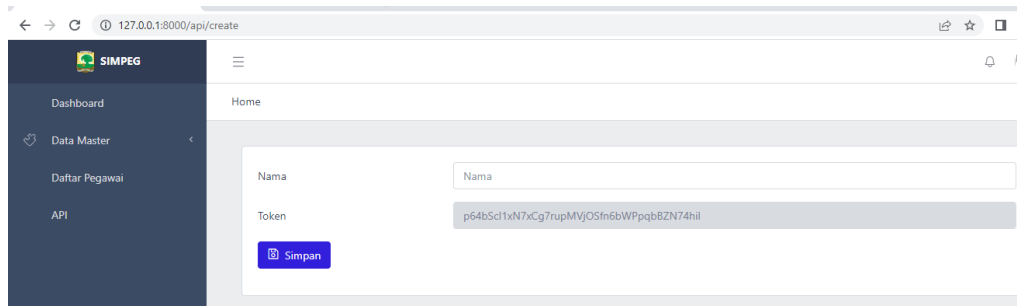 127.0.0.1:8000/api/create
SIMPEG
Dashboard
Home
Data Master
Daftar Pegawai
API
Nama
Nama
Token
p64bScl1xN7xCg7rupMVjOSfn6bWPpqbBZN74hil
Simpan